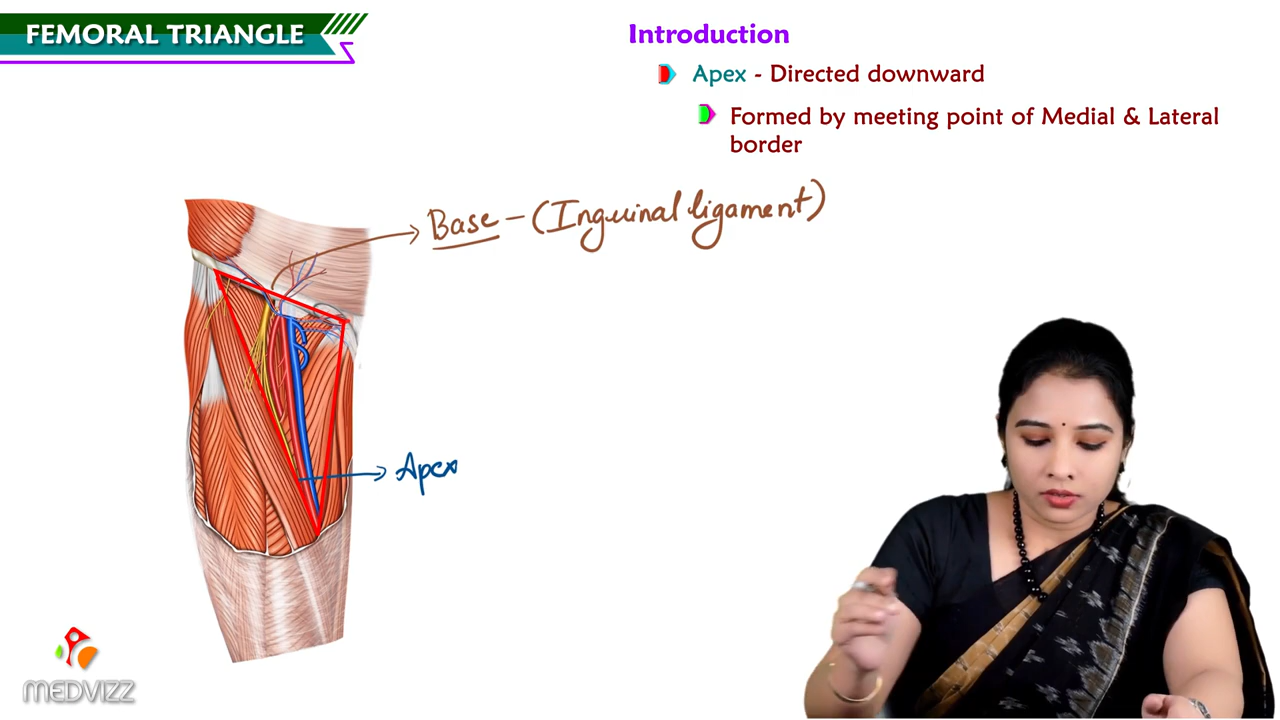 FEMORAL TRIANGLE
Introduction
Apex - Directed downward
Formed by meeting point of Medial & Lateral
border
Base - (Inguinal ligament)
Apex
MEDVIZZ